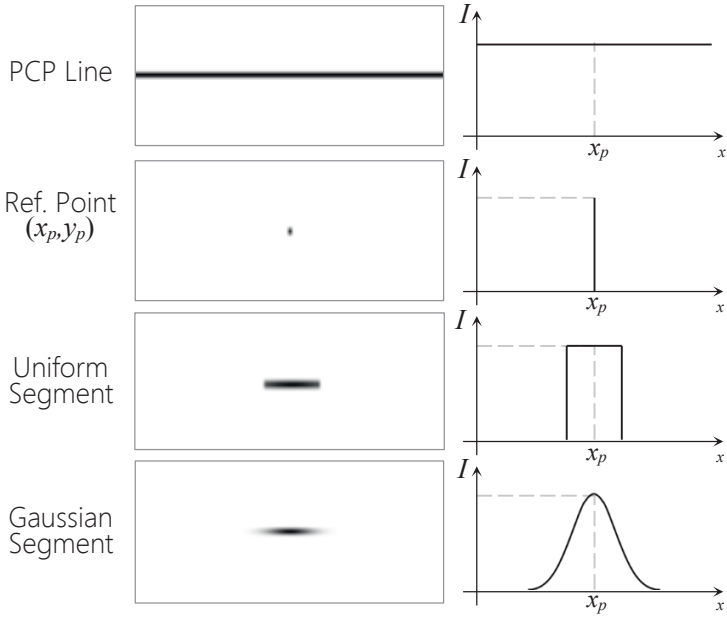 PCP Line
I
x_p
x
Ref. Point
(x_p,y_p)
I
x_p
x
Uniform
Segment
I
x_p
x
Gaussian
Segment
I
x_p
x